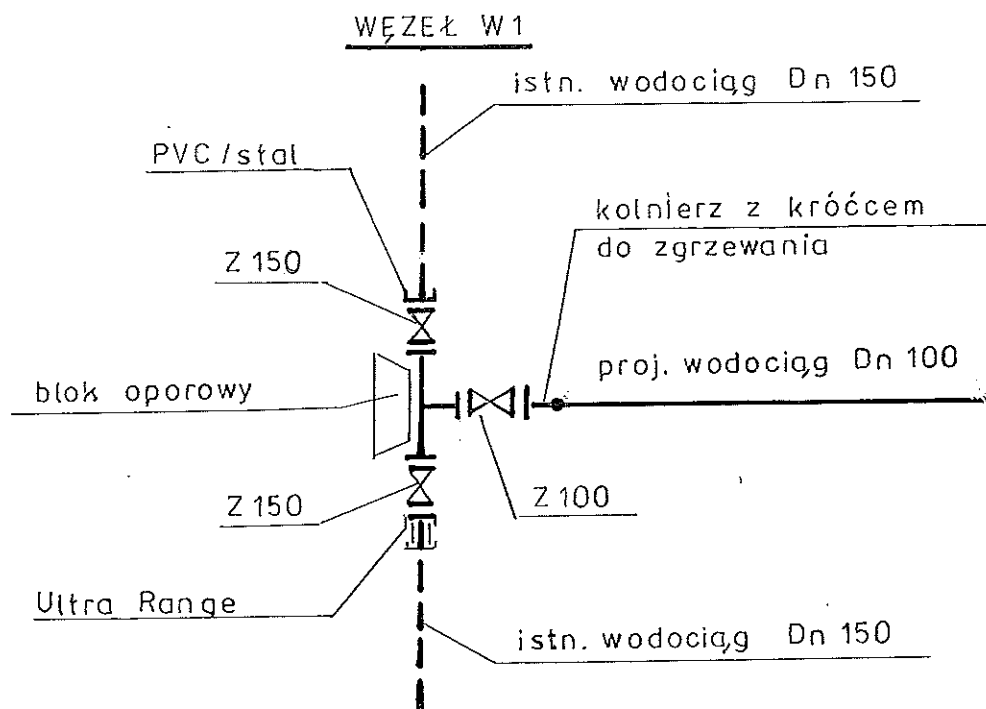 WĘZEŁ W1
istn. wodociąg Dn 150
PVC/stal
kolnierz z króćcem
do zgrzewania
Z 150
proj. wodociąg Dn 100
blok oporowy
Z 150
Z 100
Ultra Range
istn. wodociąg Dn 150